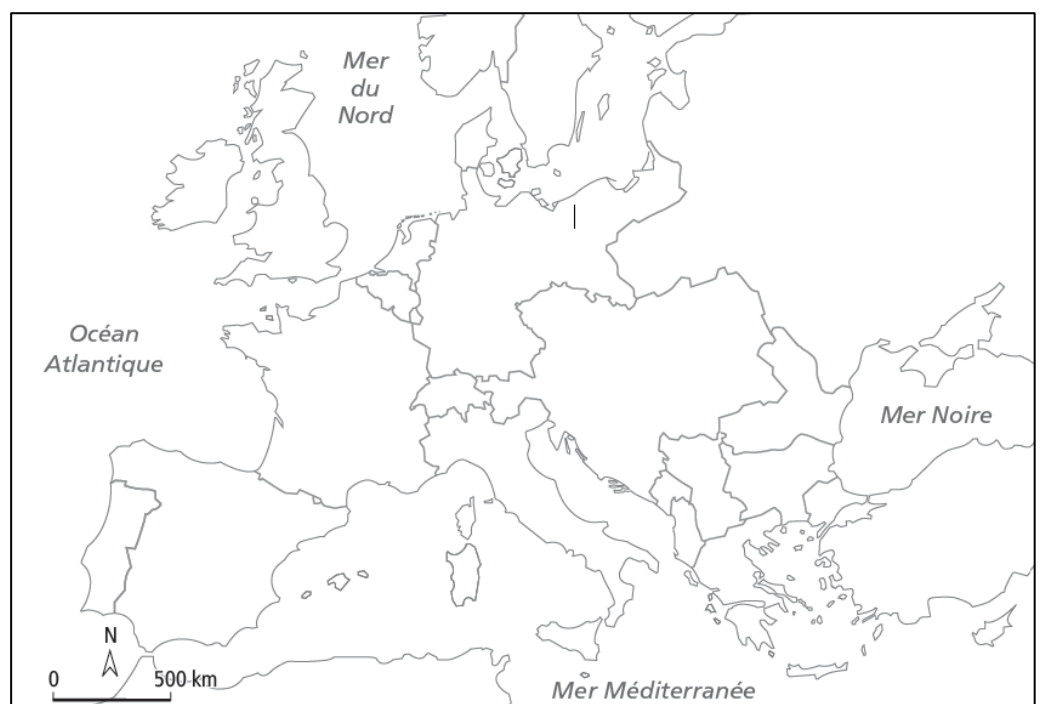 Mer
du
Nord
Océan
Atlantique
Mer Noire
N
0 500 km
Mer Méditerranée